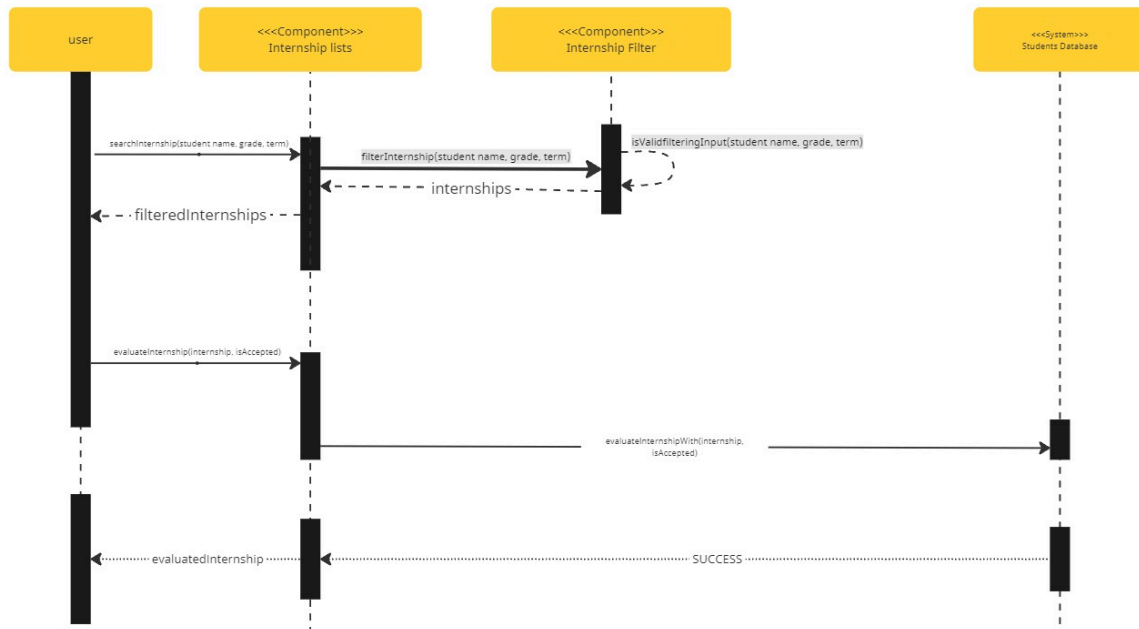 user
<<<Component>>>
Internship lists
<<<Component>>>
Internship Filter
<<<System>>>
Students Database
searchInternship(student name, grade, term)
filterInternship(student name, grade, term)
isValidfilteringInput(student name, grade, term)
internships
filteredInternships
evaluateInternship(internship, isAccepted)
evaluateInternshipWith(internship,
isAccepted)
evaluatedInternship
SUCCESS